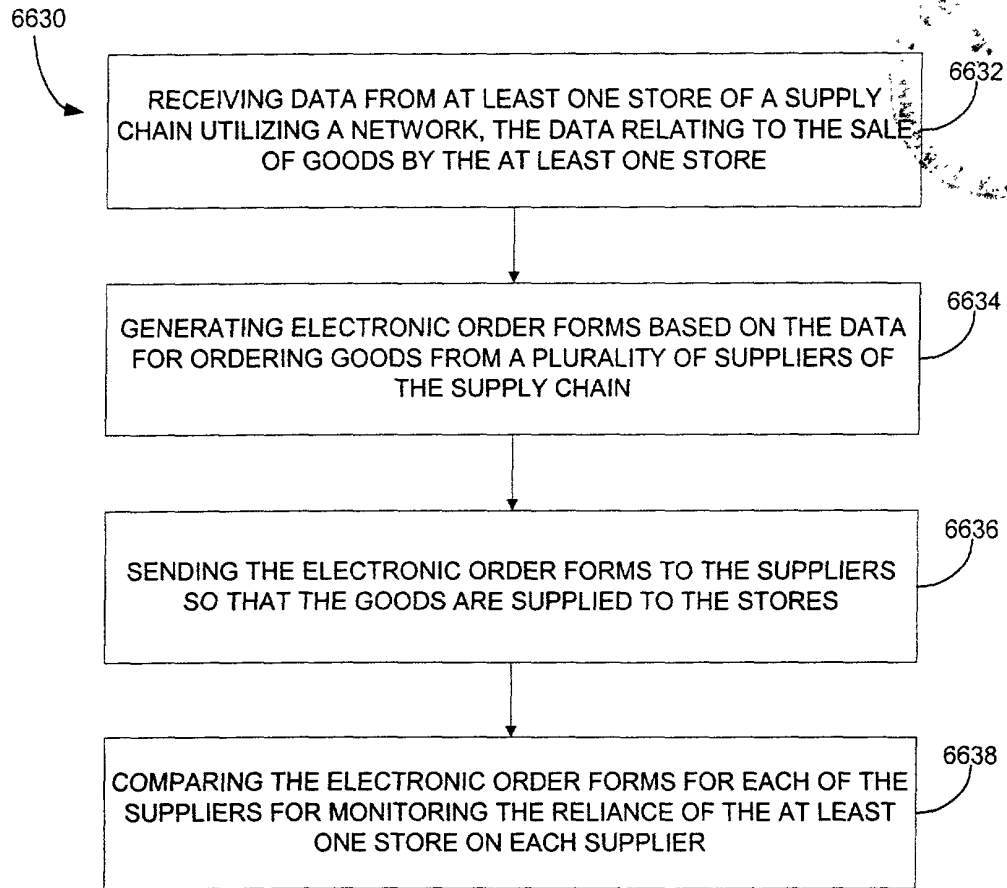 6630
6632
RECEIVING DATA FROM AT LEAST ONE STORE OF A SUPPLY
CHAIN UTILIZING A NETWORK, THE DATA RELATING TO THE SALE
OF GOODS BY THE AT LEAST ONE STORE
6634
GENERATING ELECTRONIC ORDER FORMS BASED ON THE DATA
FOR ORDERING GOODS FROM A PLURALITY OF SUPPLIERS OF
THE SUPPLY CHAIN
6636
SENDING THE ELECTRONIC ORDER FORMS TO THE SUPPLIERS
SO THAT THE GOODS ARE SUPPLIED TO THE STORES
6638
COMPARING THE ELECTRONIC ORDER FORMS FOR EACH OF THE
SUPPLIERS FOR MONITORING THE RELIANCE OF THE AT LEAST
ONE STORE ON EACH SUPPLIER